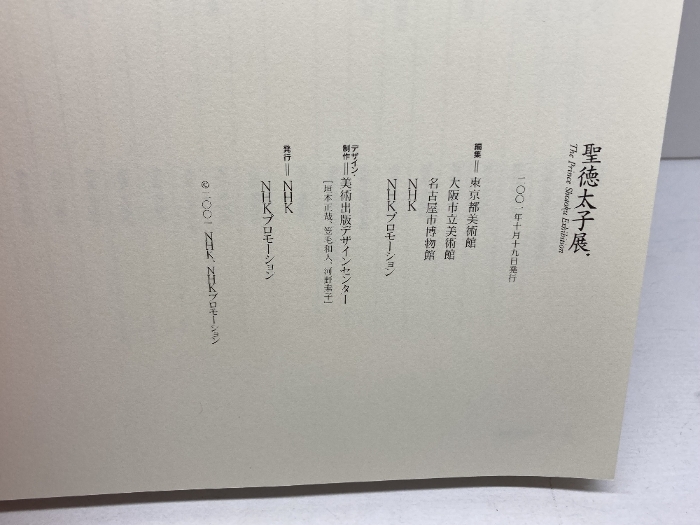 聖徳太子展
The Prince Shotoku Exhibition
二〇〇一年十月十九日発行
編集=東京都美術館
大阪市立美術館
名古屋市博物館
NHK
NHKプロモーション
デザイン・制作=美術出版デザインセンター
発行=NHK
NHKプロモーション
©二〇〇一 NHK、NHKプロモーション